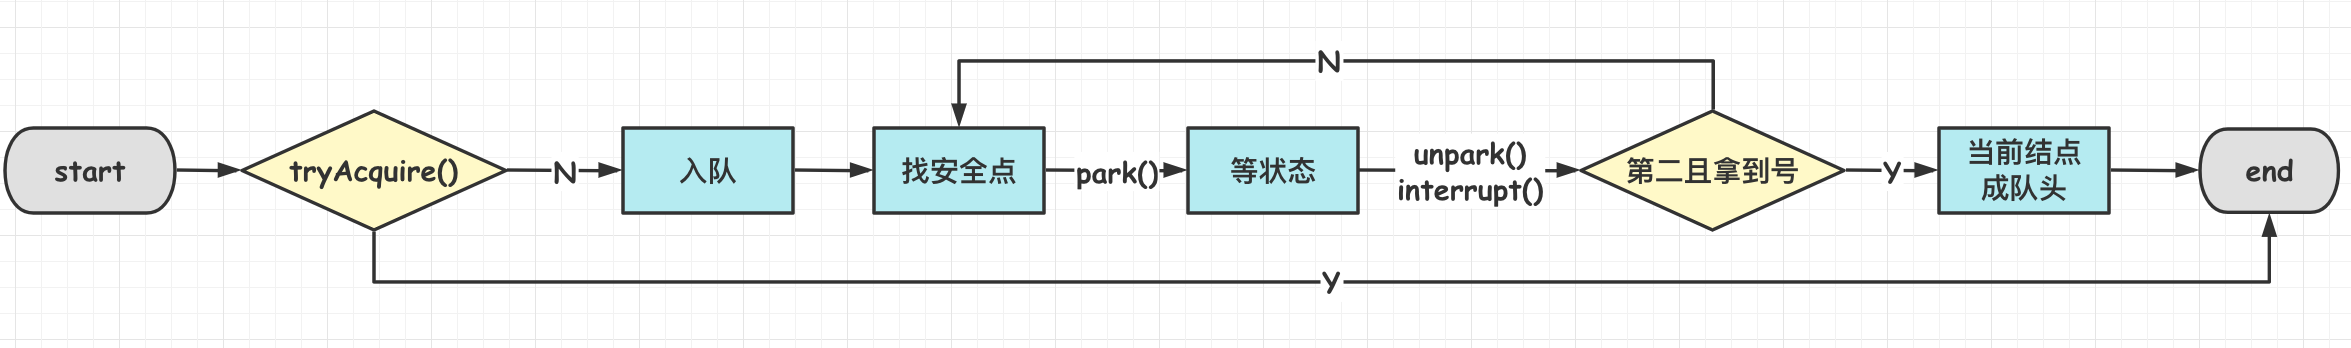 start
tryAcquire()
N
入队
找安全点
park()
等状态
unpark()
interrupt()
第二且拿到号
N
Y
当前结点
成队头
end
Y